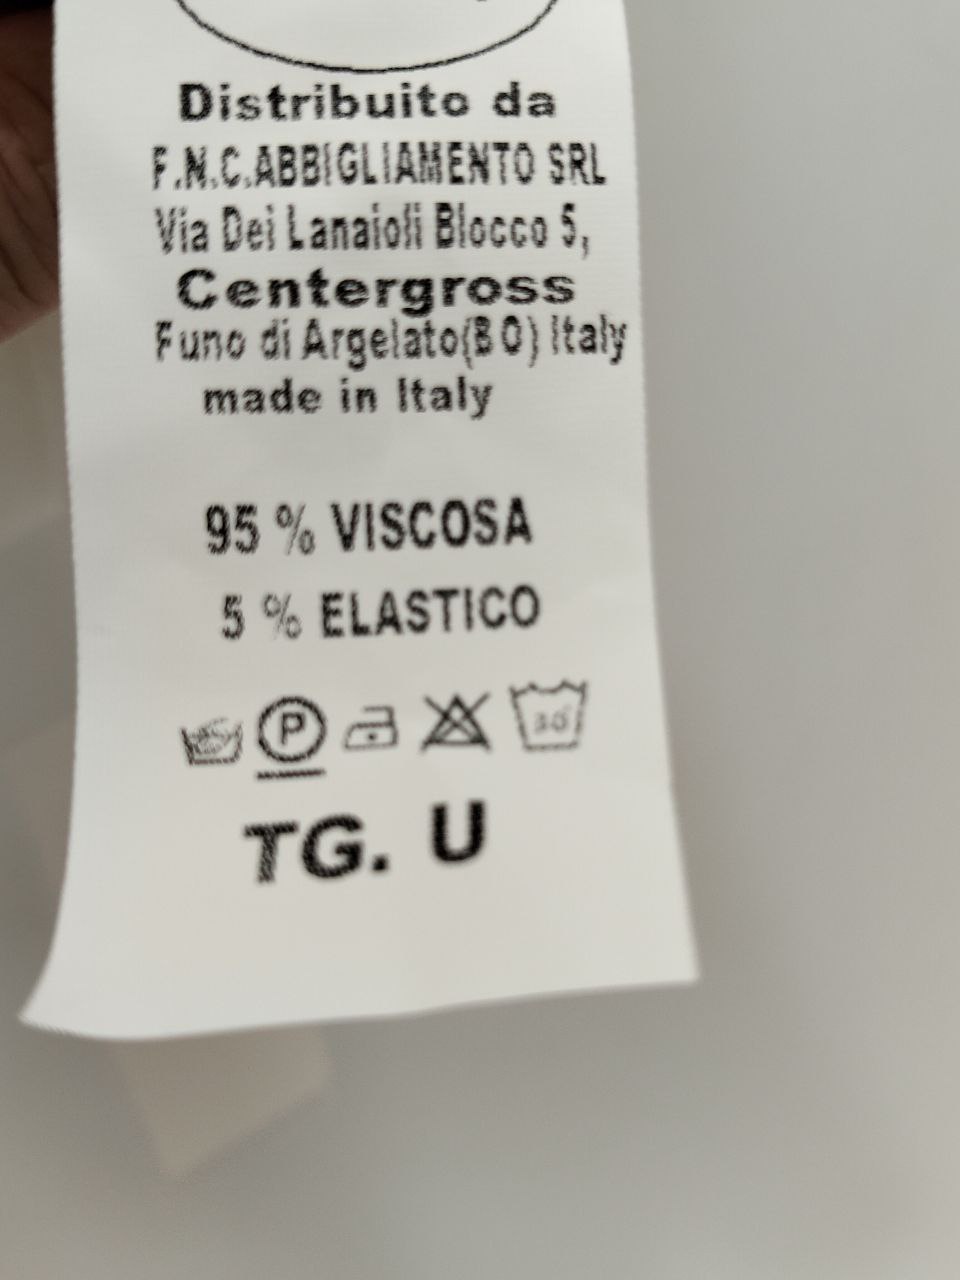 Distribuito da
F.N.C.ABBIGLIAMENTO SRL
Via Dei Lanaioli Blocco 5,
Centergross
Funo di Argelato(BO) Italy
made in Italy
95 % VISCOSA
5 % ELASTICO
P 30
TG. U